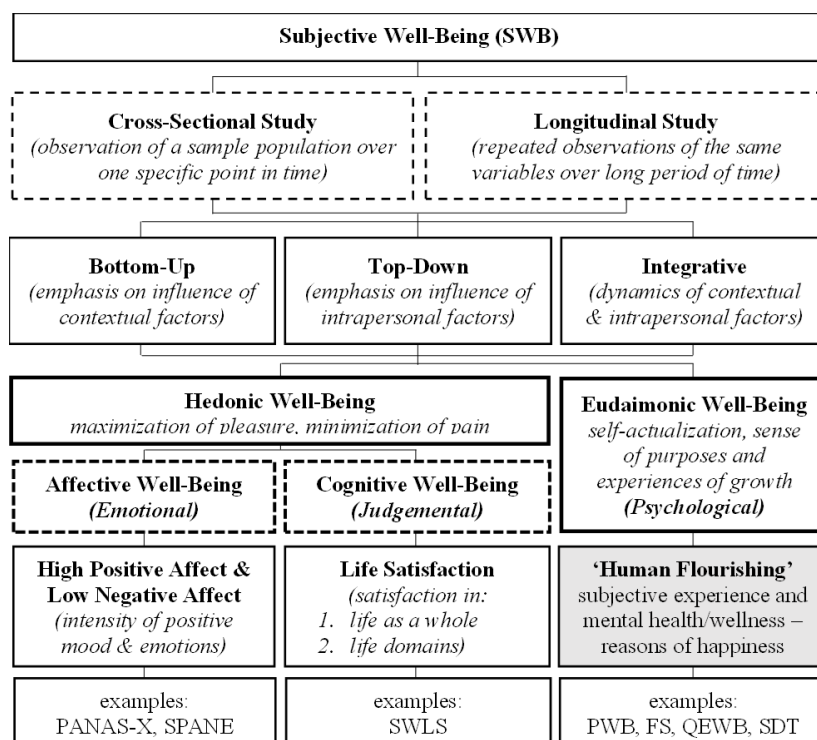 Subjective Well-Being (SWB)
Cross-Sectional Study
(observation of a sample population over
one specific point in time)
Longitudinal Study
(repeated observations of the same
variables over long period of time)
Bottom-Up
(emphasis on influence of
contextual factors)
Top-Down
(emphasis on influence of
intrapersonal factors)
Integrative
(dynamics of contextual
& intrapersonal factors)
Hedonic Well-Being
maximization of pleasure, minimization of pain
Eudaimonic Well-Being
self-actualization, sense
of purposes and
experiences of growth
(Psychological)
Affective Well-Being
(Emotional)
Cognitive Well-Being
(Judgemental)
High Positive Affect &
Low Negative Affect
(intensity of positive
mood & emotions)
Life Satisfaction
(satisfaction in:
1. life as a whole
2. life domains)
‘Human Flourishing’
subjective experience and
mental health/wellness –
reasons of happiness
examples:
PANAS-X, SPANE
examples:
SWLS
examples:
PWB, FS, QEWB, SDT